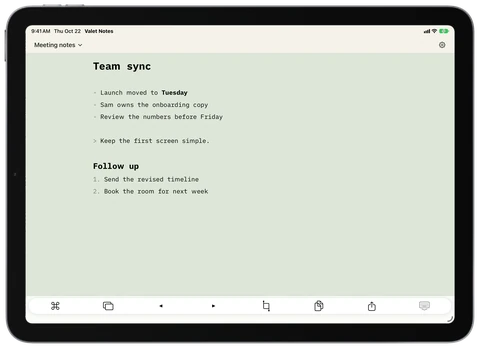 9:41 AM Thu Oct 22 Valet Notes
Meeting notes
Team sync
- Launch moved to Tuesday
- Sam owns the onboarding copy
- Review the numbers before Friday
> Keep the first screen simple.
Follow up
1. Send the revised timeline
2. Book the room for next week